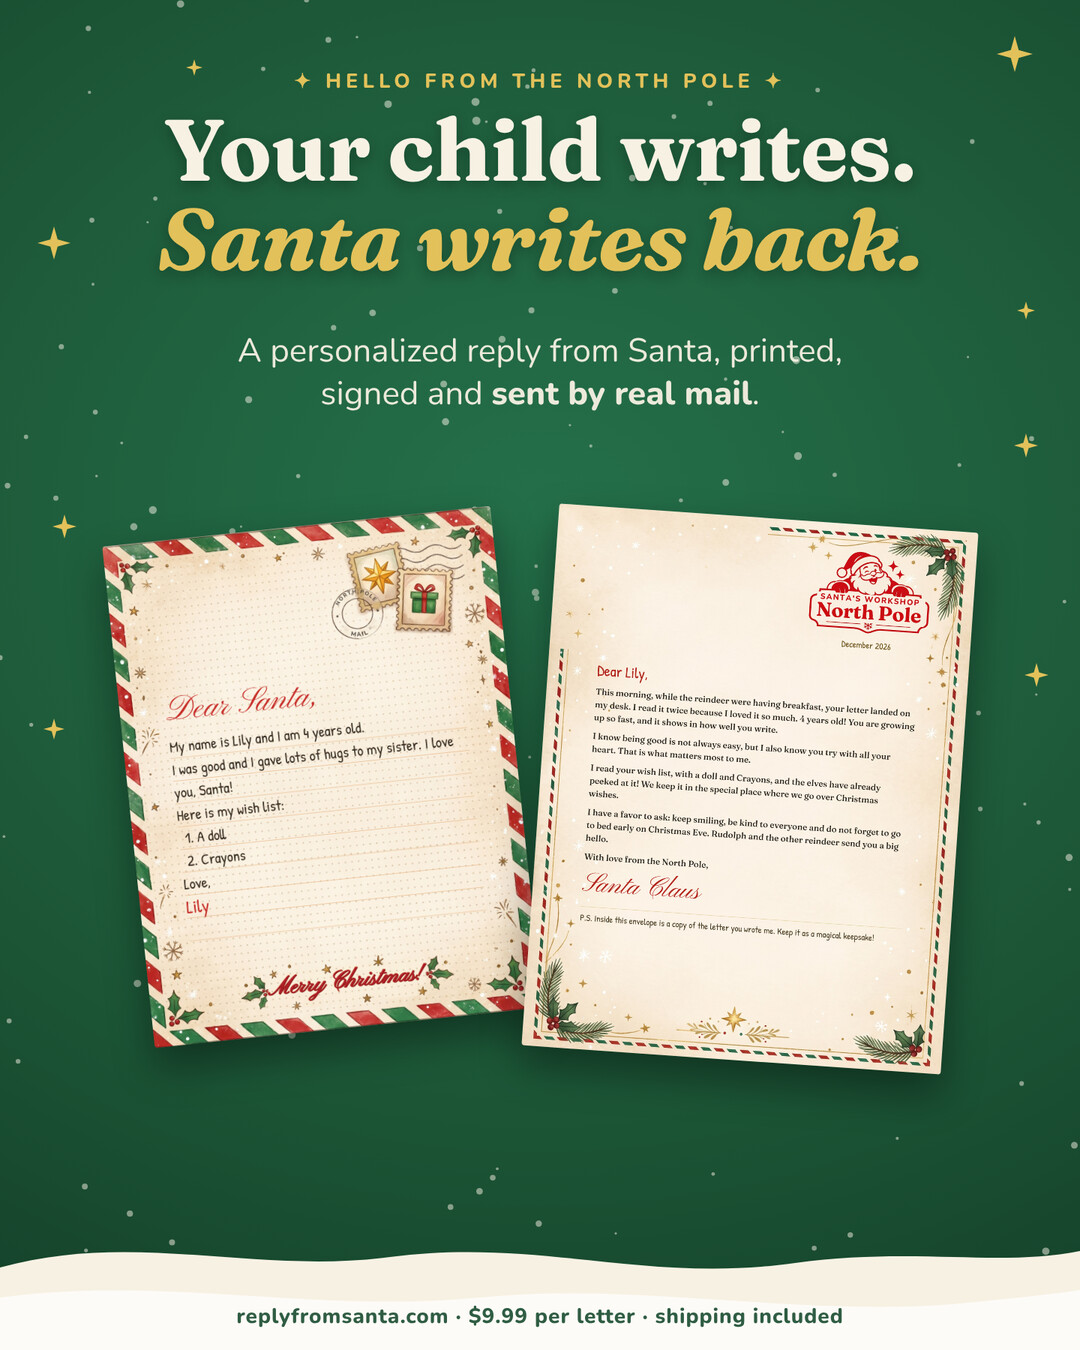 HELLO FROM THE NORTH POLE
Your child writes.
Santa writes back.
A personalized reply from Santa, printed,
signed and sent by real mail.
NORTH POLE
MAIL
Dear Santa,
My name is Lily and I am 4 years old.
I was good and I gave lots of hugs to my sister. I love
you, Santa!
Here is my wish list:
1. A doll
2. Crayons
Love,
Lily
Merry Christmas!
SANTA'S WORKSHOP
North Pole
December 2026
Dear Lily,
This morning, while the reindeer were having breakfast, your letter landed on
my desk. I read it twice because I loved it so much. 4 years old! You are growing
up so fast, and it shows in how well you write.
I know being good is not always easy, but I also know you try with all your
heart. That is what matters most to me.
I read your wish list, with a doll and Crayons, and the elves have already
peeked at it! We keep it in the special place where we go over Christmas
wishes.
I have a favor to ask: keep smiling, be kind to everyone and do not forget to go
to bed early on Christmas Eve. Rudolph and the other reindeer send you a big
hello.
With love from the North Pole,
Santa Claus
P.S. Inside this envelope is a copy of the letter you wrote me. Keep it as a magical keepsake!
replyfromsanta.com · $9.99 per letter · shipping included